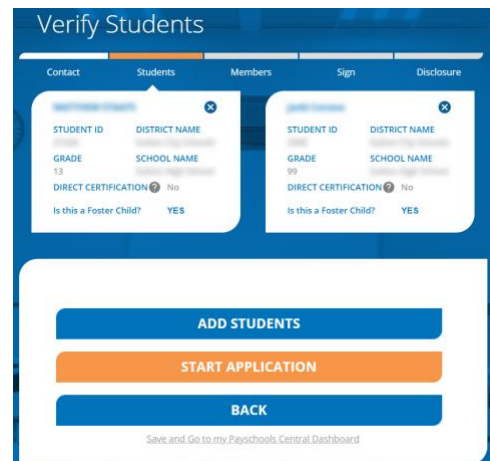 Verify Students
Contact Students Members Sign Disclosure
STUDENT ID DISTRICT NAME
GRADE SCHOOL NAME
13
DIRECT CERTIFICATION ? No
Is this a Foster Child? YES
STUDENT ID DISTRICT NAME
GRADE SCHOOL NAME
99
DIRECT CERTIFICATION ? No
Is this a Foster Child? YES
ADD STUDENTS
START APPLICATION
BACK
Save and Go to my Payschools Central Dashboard